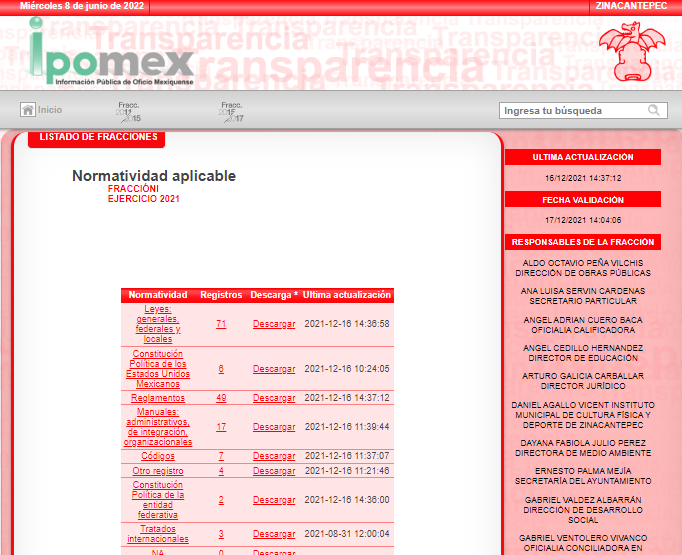 Miércoles 8 de junio de 2022
ZINACANTEPEC
Transparencia
ipomex
Información Pública de Oficio Mexiquense
Inicio
Fracc.
2012
2015
Fracc.
2015
2017
Ingresa tu búsqueda
LISTADO DE FRACCIONES
Normatividad aplicable
FRACCIÓNI
EJERCICIO 2021
Normatividad Registros Descarga * Ultima actualización
Leyes:
generales,
federales y
locales
71 Descargar 2021-12-16 14:36:58
Constitución
Política de los
Estados Unidos
Mexicanos
6 Descargar 2021-12-16 10:24:05
Reglamentos 49 Descargar 2021-12-16 14:37:12
Manuales:
administrativos,
de integración,
organizacionales
17 Descargar 2021-12-16 11:39:44
Códigos 7 Descargar 2021-12-16 11:37:07
Otro registro 4 Descargar 2021-12-16 11:21:46
Constitución
Política de la
entidad
federativa
2 Descargar 2021-12-16 14:36:00
Tratados
internacionales
3 Descargar 2021-08-31 12:00:04
NA 0 Descargar
ULTIMA ACTUALIZACIÓN
16/12/2021 14:37:12
FECHA VALIDACIÓN
17/12/2021 14:04:06
RESPONSABLES DE LA FRACCIÓN
ALDO OCTAVIO PEÑA VILCHIS
DIRECCIÓN DE OBRAS PÚBLICAS
ANA LUISA SERVIN CARDENAS
SECRETARIO PARTICULAR
ANGEL ADRIAN CUERO BACA
OFICIALIA CALIFICADORA
ANGEL CEDILLO HERNANDEZ
DIRECTOR DE EDUCACIÓN
ARTURO GALICIA CARBALLAR
DIRECTOR JURÍDICO
DANIEL AGALLO VICENT INSTITUTO
MUNICIPAL DE CULTURA FÍSICA Y
DEPORTE DE ZINACANTEPEC
DAYANA FABIOLA JULIO PEREZ
DIRECTORA DE MEDIO AMBIENTE
ERNESTO PALMA MEJÍA
SECRETARÍA DEL AYUNTAMIENTO
GABRIEL VALDEZ ALBARRÁN
DIRECCIÓN DE DESARROLLO
SOCIAL
GABRIEL VENTOLERO VIVANCO
OFICIALIA CONCILIADORA EN